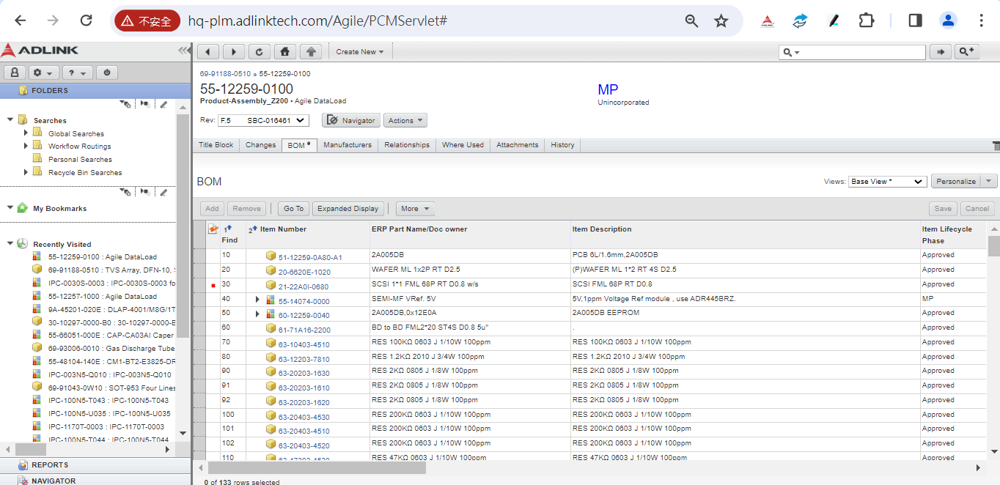 不安全 hq-plm.adlinktech.com/Agile/PCMServlet#
ADLINK
FOLDERS
Searches
Global Searches
Workflow Routings
Personal Searches
Recycle Bin Searches
My Bookmarks
Recently Visited
55-12259-0100 : Agile DataLoad
69-91188-0510 : TVS Array, DFN-10,
IPC-0030S-0003 : IPC-0030S-0003 fo
55-12257-1000 : Agile DataLoad
9A-45201-020E : DLAP-4001/M8G/1T
30-10297-0000-B0 : 30-10297-0000-E
55-66051-000E : CAP-CA03AI Caper
69-93006-0010 : Gas Discharge Tube
55-48104-140E : CM1-BT2-E3825-DR
IPC-003N5-Q010 : IPC-003N5-Q010
69-91043-0W10 : SOT-953 Four Lines
IPC-100N5-T043 : IPC-100N5-T043
IPC-100N5-U035 : IPC-100N5-U035
IPC-1170T-0003 : IPC-1170T-0003
IPC-100N5-T044 : IPC-100N5-T044
REPORTS
NAVIGATOR
Create New
69-91188-0510 » 55-12259-0100
55-12259-0100
Product-Assembly_Z200 • Agile DataLoad
MP
Unincorporated
Rev: F.5 SBC-016461 Navigator Actions
Title Block Changes BOM Manufacturers Relationships Where Used Attachments History
BOM
Views: Base View * Personalize
Add Remove Go To Expanded Display More Save Cancel
1 Find 2 Item Number ERP Part Name/Doc owner Item Description Item Lifecycle Phase
10 51-12259-0A80-A1 2A005DB PCB 6L/1.6mm,2A005DB Approved
20 20-6620E-1020 WAFER ML 1x2P RT D2.5 (P)WAFER ML 1*2 RT 4S D2.5 Approved
30 21-22A0I-0680 SCSI 1*1 FML 68P RT D0.8 w/s SCSI FML 68P RT D0.8 Approved
40 55-14074-0000 SEMI-MF VRef. 5V 5V,1ppm Voltage Ref module , use ADR445BRZ. MP
50 60-12259-0040 2A005DB,0x12E0A 2A005DB EEPROM Approved
60 61-71A16-2200 BD to BD FML2*20 ST4S D0.8 5u" . Approved
70 63-10403-4510 RES 100KΩ 0603 J 1/10W 100ppm RES 100KΩ 0603 J 1/10W 100ppm Approved
80 63-12203-7810 RES 1.2KΩ 2010 J 3/4W 100ppm RES 1.2KΩ 2010 J 3/4W 100ppm Approved
90 63-20203-1630 RES 2KΩ 0805 J 1/8W 100ppm RES 2KΩ 0805 J 1/8W 100ppm Approved
91 63-20203-1610 RES 2KΩ 0805 J 1/8W 100ppm RES 2KΩ 0805 J 1/8W 100ppm Approved
92 63-20203-1620 RES 2KΩ 0805 J 1/8W 100ppm RES 2KΩ 0805 J 1/8W 100ppm Approved
100 63-20403-4530 RES 200KΩ 0603 J 1/10W 100ppm RES 200KΩ 0603 J 1/10W 100ppm Approved
101 63-20403-4510 RES 200KΩ 0603 J 1/10W 100ppm RES 200KΩ 0603 J 1/10W 100ppm Approved
102 63-20403-4520 RES 200KΩ 0603 J 1/10W 100ppm RES 200KΩ 0603 J 1/10W 100ppm Approved
110 RES 47KΩ 0603 J 1/10W 100ppm RES 47KΩ 0603 J 1/10W 100ppm Approved
0 of 133 rows selected